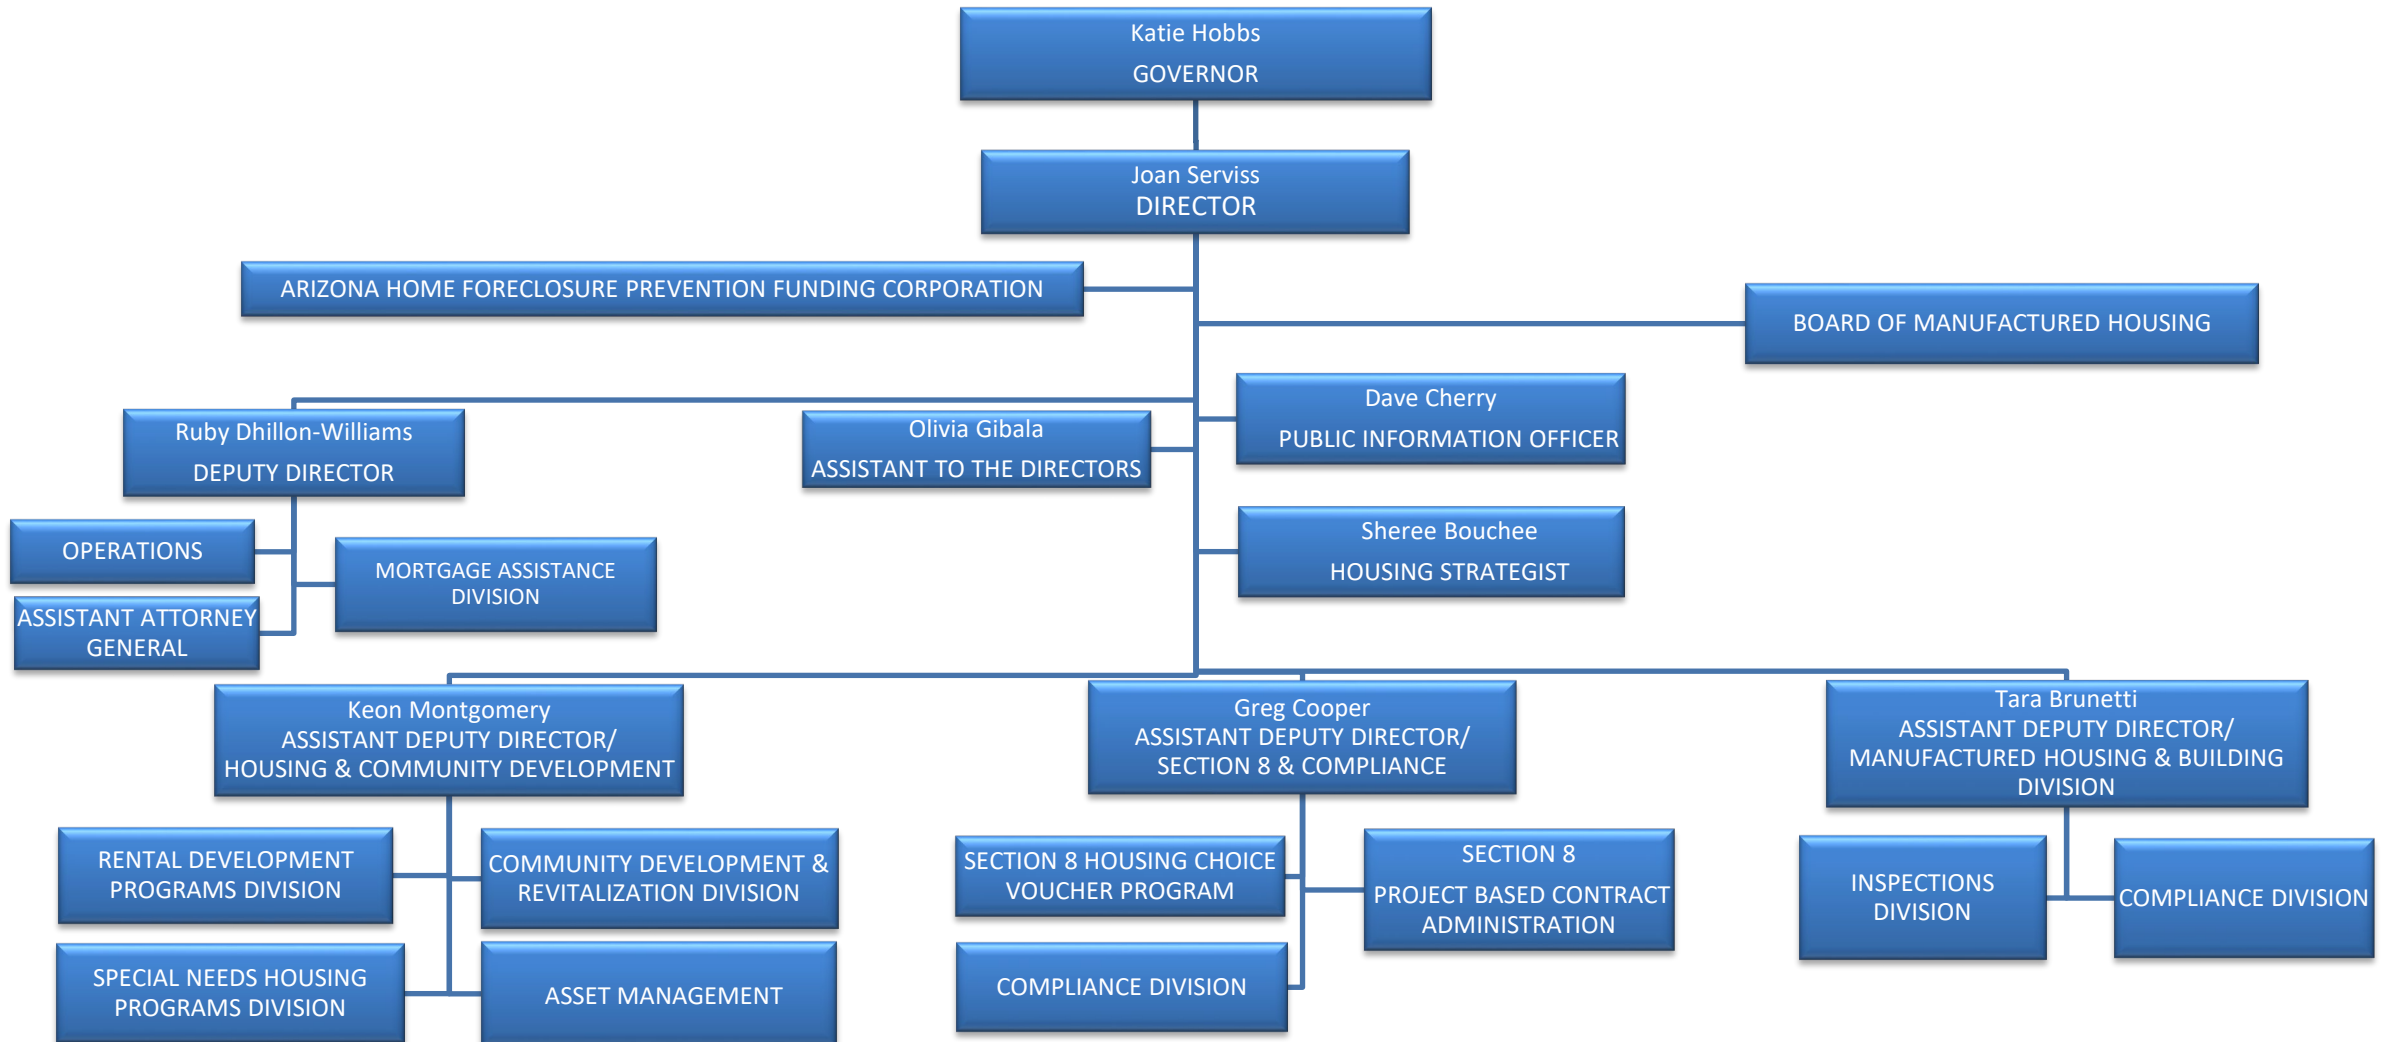 Katie Hobbs
GOVERNOR
Joan Serviss
DIRECTOR
ARIZONA HOME FORECLOSURE PREVENTION FUNDING CORPORATION
BOARD OF MANUFACTURED HOUSING
Dave Cherry
PUBLIC INFORMATION OFFICER
Ruby Dhillon-Williams
DEPUTY DIRECTOR
Olivia Gibala
ASSISTANT TO THE DIRECTORS
Sheree Bouchee
HOUSING STRATEGIST
OPERATIONS
MORTGAGE ASSISTANCE
DIVISION
ASSISTANT ATTORNEY
GENERAL
Keon Montgomery
ASSISTANT DEPUTY DIRECTOR/
HOUSING & COMMUNITY DEVELOPMENT
Greg Cooper
ASSISTANT DEPUTY DIRECTOR/
SECTION 8 & COMPLIANCE
Tara Brunetti
ASSISTANT DEPUTY DIRECTOR/
MANUFACTURED HOUSING & BUILDING
DIVISION
RENTAL DEVELOPMENT
PROGRAMS DIVISION
COMMUNITY DEVELOPMENT &
REVITALIZATION DIVISION
SECTION 8 HOUSING CHOICE
VOUCHER PROGRAM
SECTION 8
PROJECT BASED CONTRACT
ADMINISTRATION
INSPECTIONS
DIVISION
COMPLIANCE DIVISION
SPECIAL NEEDS HOUSING
PROGRAMS DIVISION
ASSET MANAGEMENT
COMPLIANCE DIVISION